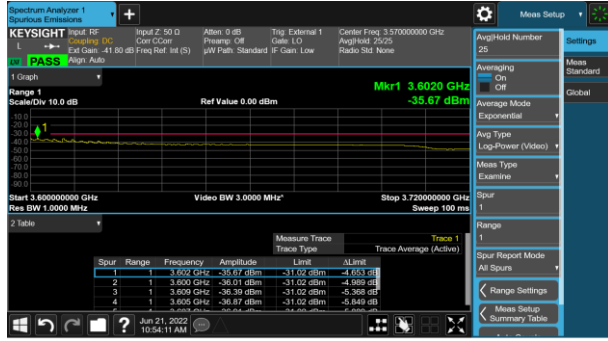 Spectrum Analyzer 1
Spurious Emissions
Meas Setup
KEYSIGHT Input: RF Input Z: 50 Ω Atten: 0 dB Trig: External 1 Center Freq: 3.570000000 GHz
L Coupling: DC Corr CCorr Preamp: Off Gate: LO Avg|Hold: 25/25
Ext Gain: -41.80 dB Freq Ref: Int (S) µW Path: Standard IF Gain: Low Radio Std: None
PASS Align: Auto
1 Graph
Range 1
Mkr1 3.6020 GHz
Scale/Div 10.0 dB Ref Value 0.00 dBm -35.67 dBm
-10.0
-20.0
-30.0
1
-40.0
-50.0
-60.0
-70.0
-80.0
-90.0
Start 3.600000000 GHz Video BW 3.0000 MHz* Stop 3.720000000 GHz
Res BW 1.0000 MHz Sweep 100 ms
2 Table
Measure Trace Trace 1
Trace Type Trace Average (Active)
Spur Range Frequency Amplitude Limit ΔLimit
1 1 3.602 GHz -35.67 dBm -31.02 dBm -4.653 dB
2 1 3.600 GHz -36.01 dBm -31.02 dBm -4.989 dB
3 1 3.609 GHz -36.39 dBm -31.02 dBm -5.368 dB
4 1 3.605 GHz -36.87 dBm -31.02 dBm -5.849 dB
?
Jun 21, 2022
10:54:11 AM
Avg|Hold Number
25
Averaging
On
Off
Average Mode
Exponential
Avg Type
Log-Power (Video)
Meas Type
Examine
Spur
1
Range
1
Spur Report Mode
All Spurs
Range Settings
Meas Setup
Summary Table
Settings
Meas
Standard
Global